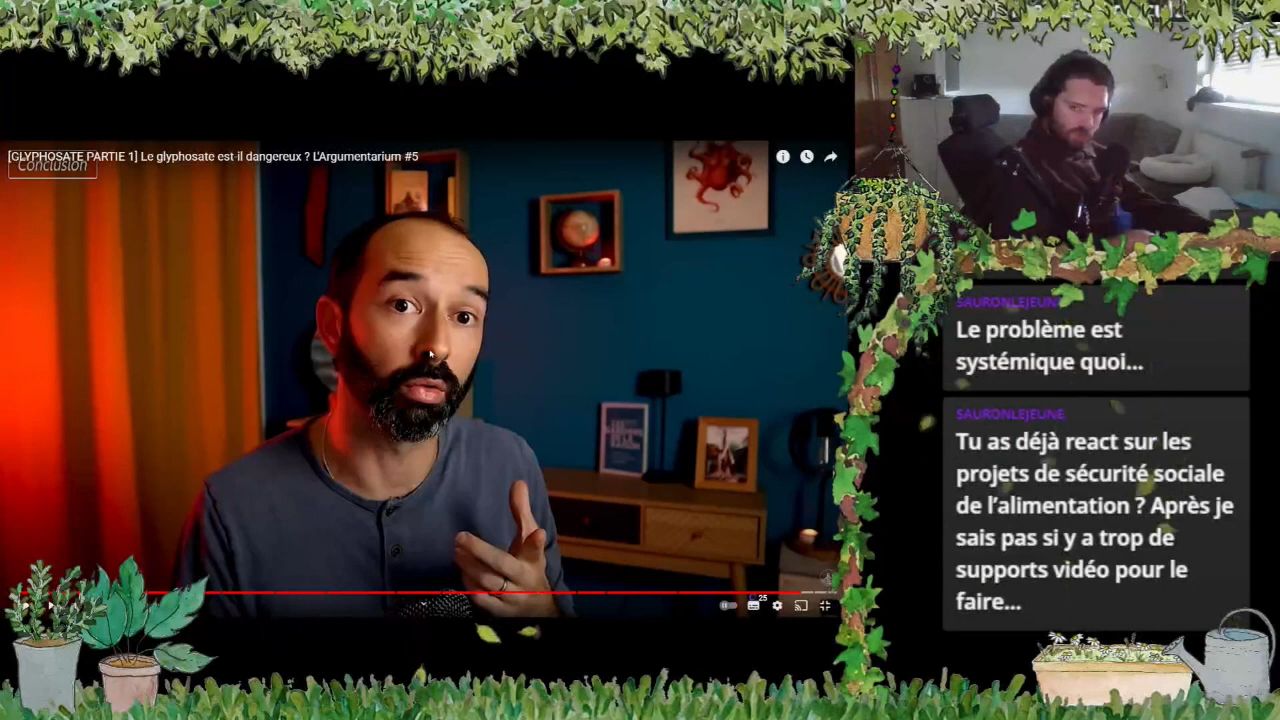 [GLYPHOSATE PARTIE 1] Le glyphosate est-il dangereux ? L'Argumentarium #5
Conclusion
25
SAURONLEJEUNE
Le problème est
systémique quoi...
SAURONLEJEUNE
Tu as déjà react sur les
projets de sécurité sociale
de l'alimentation ? Après je
sais pas si y a trop de
supports vidéo pour le
faire...